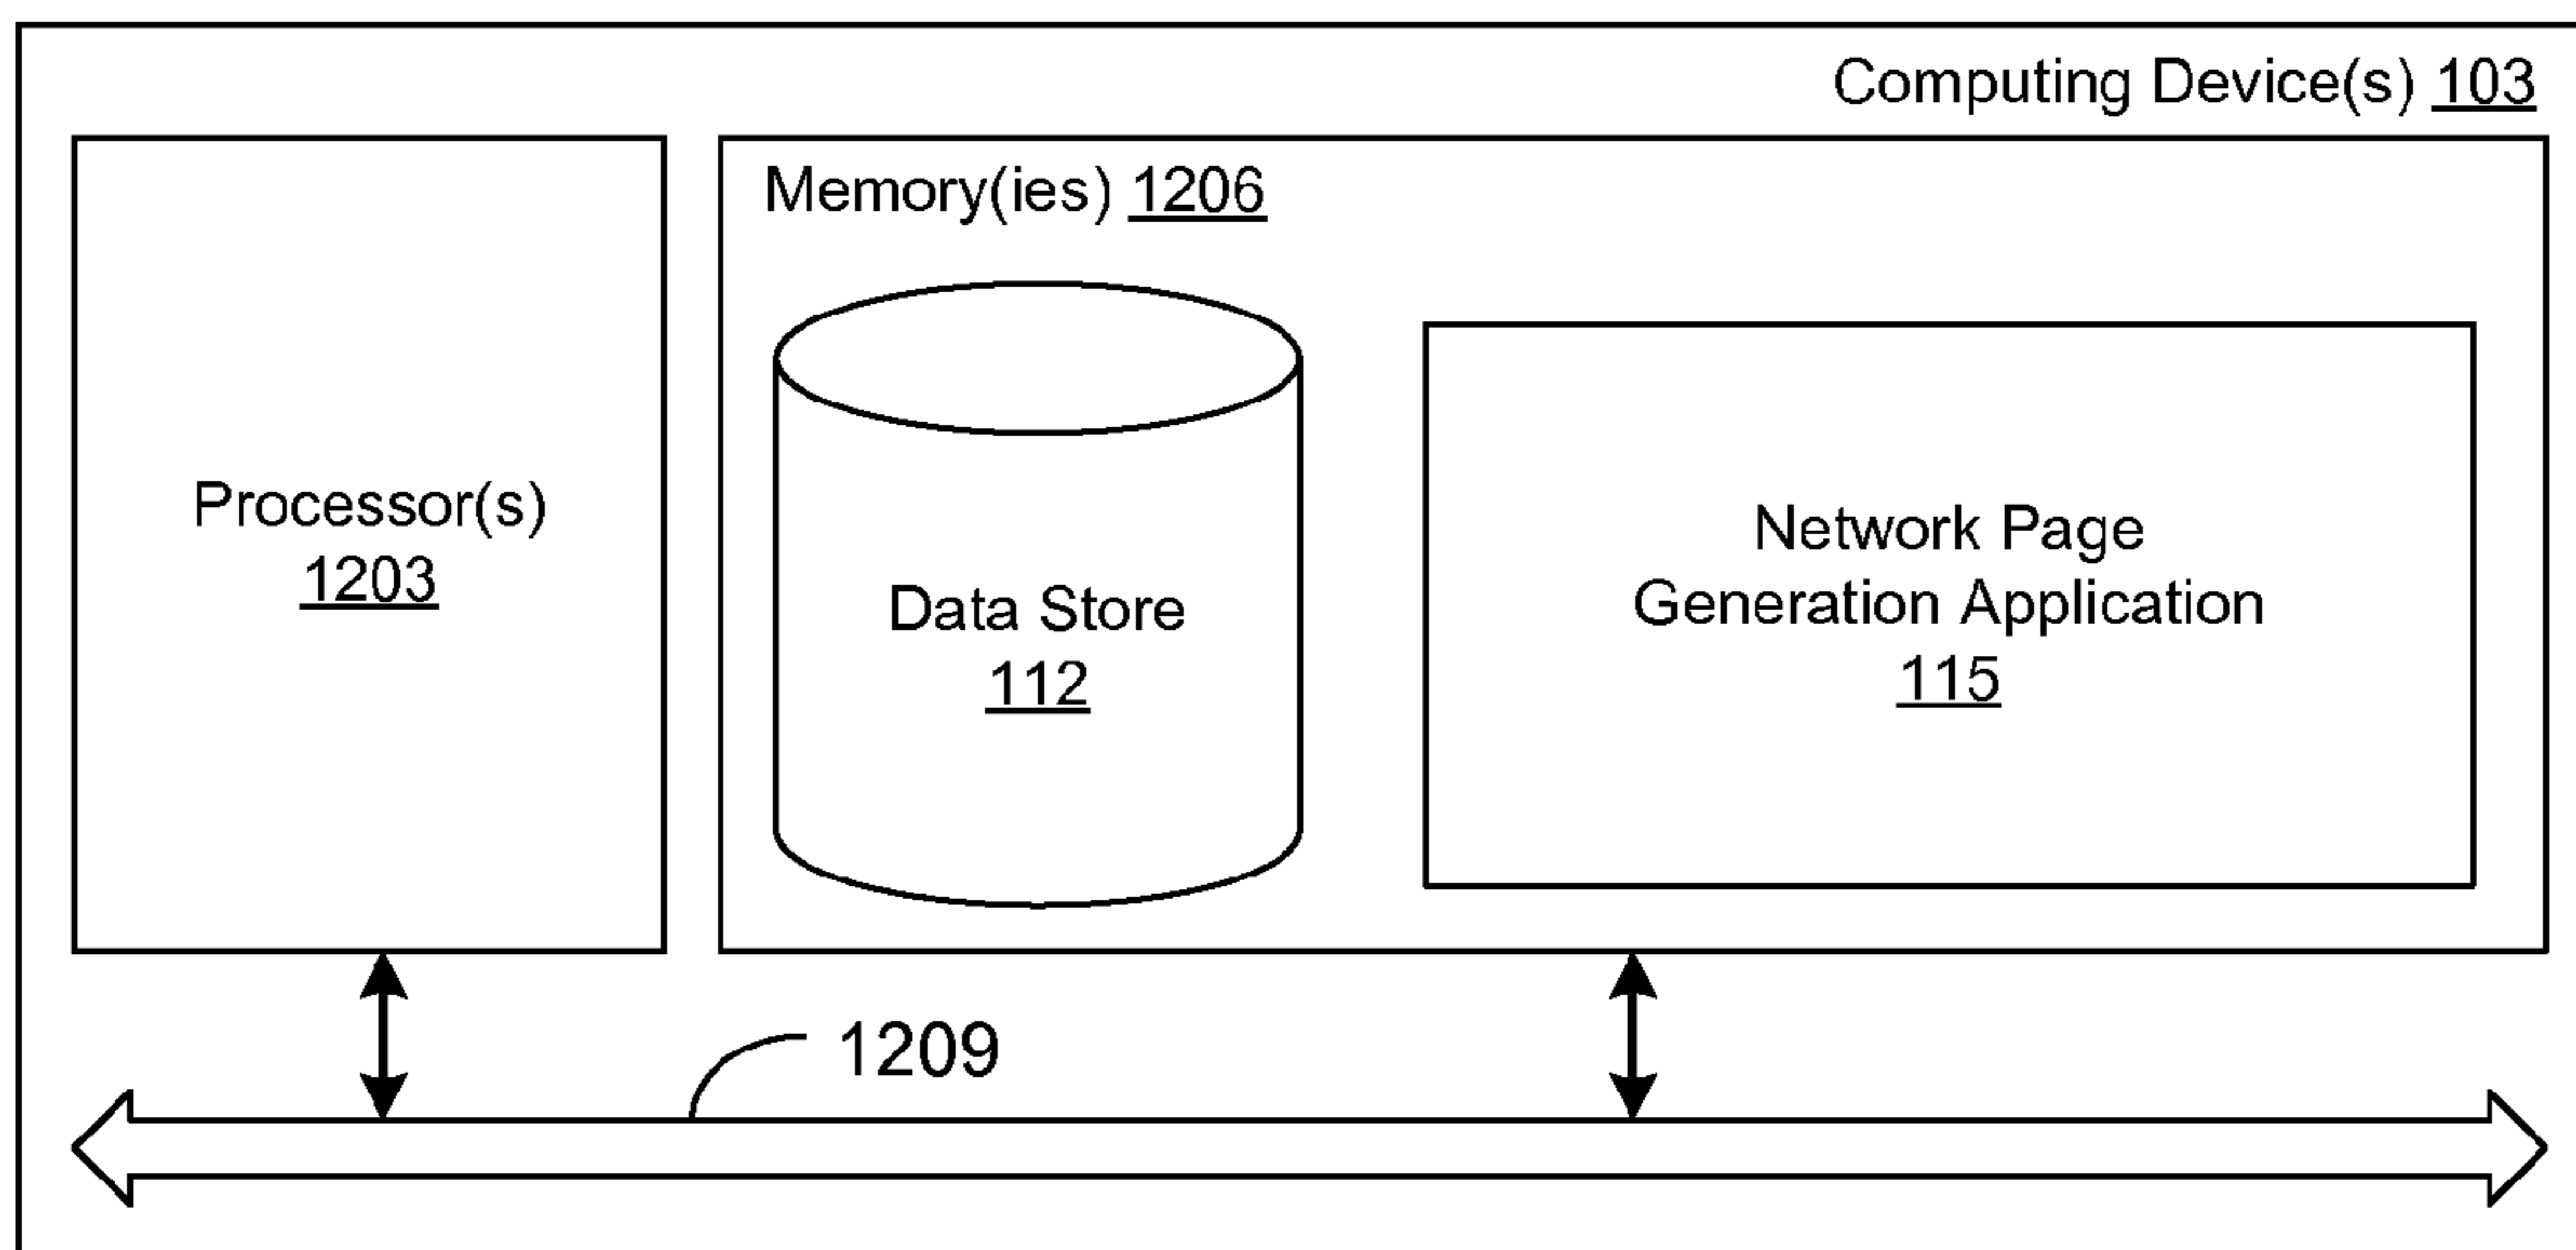 Computing Device(s) 103
Memory(ies) 1206
Processor(s)
1203
Data Store
112
Network Page
Generation Application
115
1209